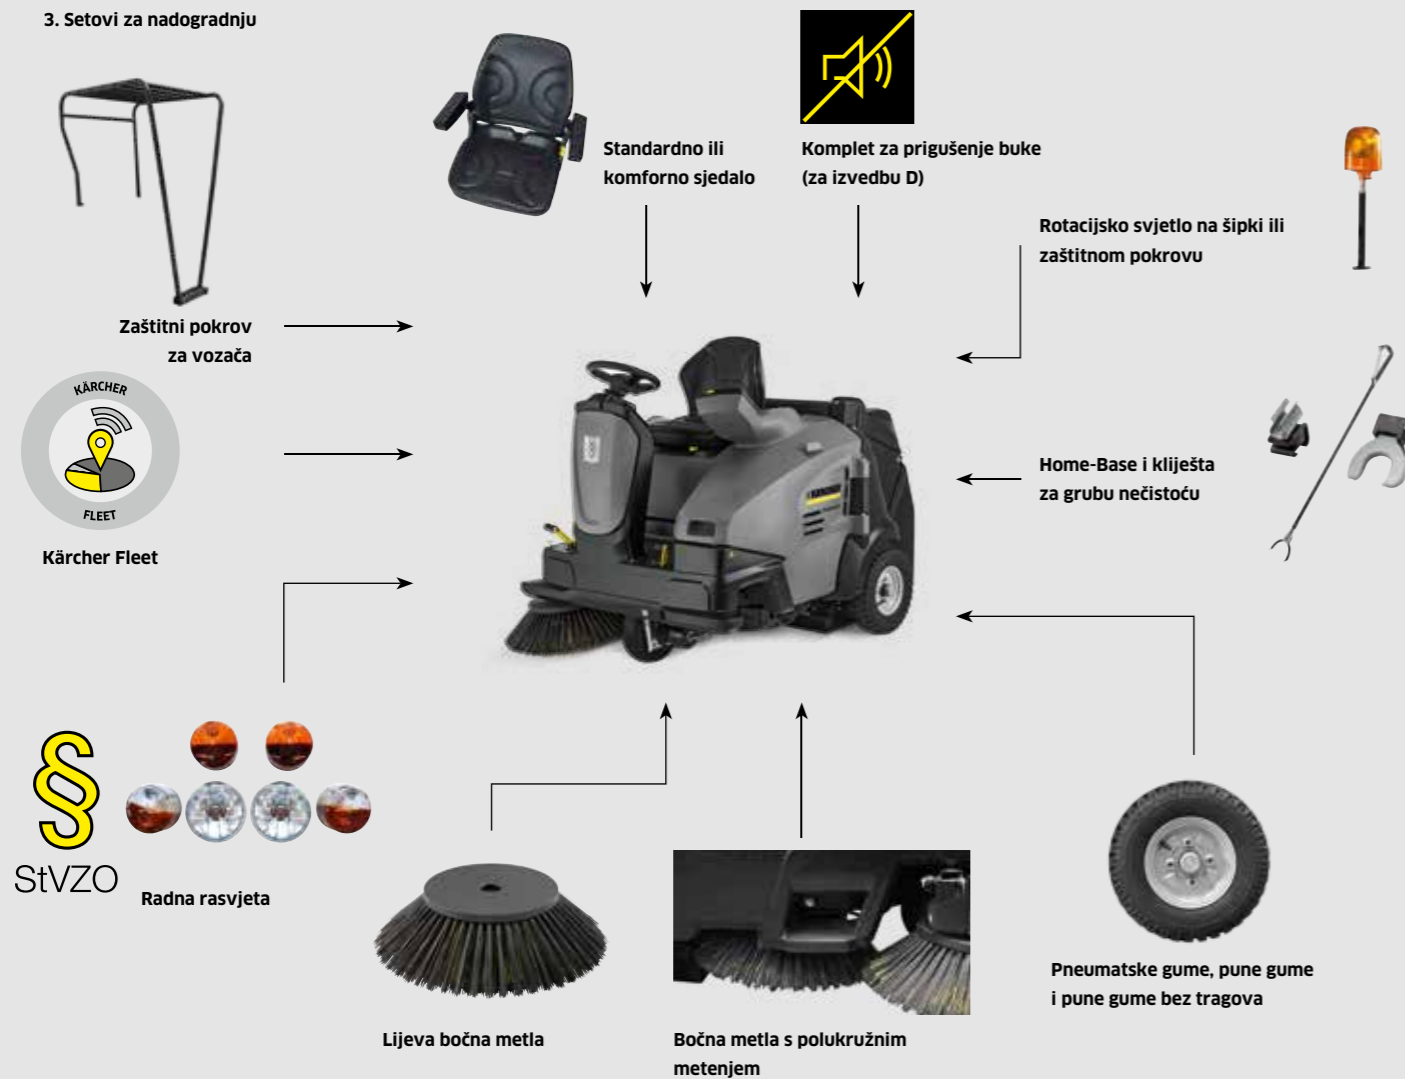 3. Setovi za nadogradnju
Standardno ili
komforno sjedalo
Komplet za prigušenje buke
(za izvedbu D)
Rotacijsko svjetlo na šipki ili
zaštitnom pokrovu
Zaštitni pokrov
za vozača
KÄRCHER
FLEET
Kärcher Fleet
Home-Base i kliješta
za grubu nečistoću
KÄRCHER
§
StVZO
Radna rasvjeta
Lijeva bočna metla
Bočna metla s polukružnim
metenjem
Pneumatske gume, pune gume
i pune gume bez tragova